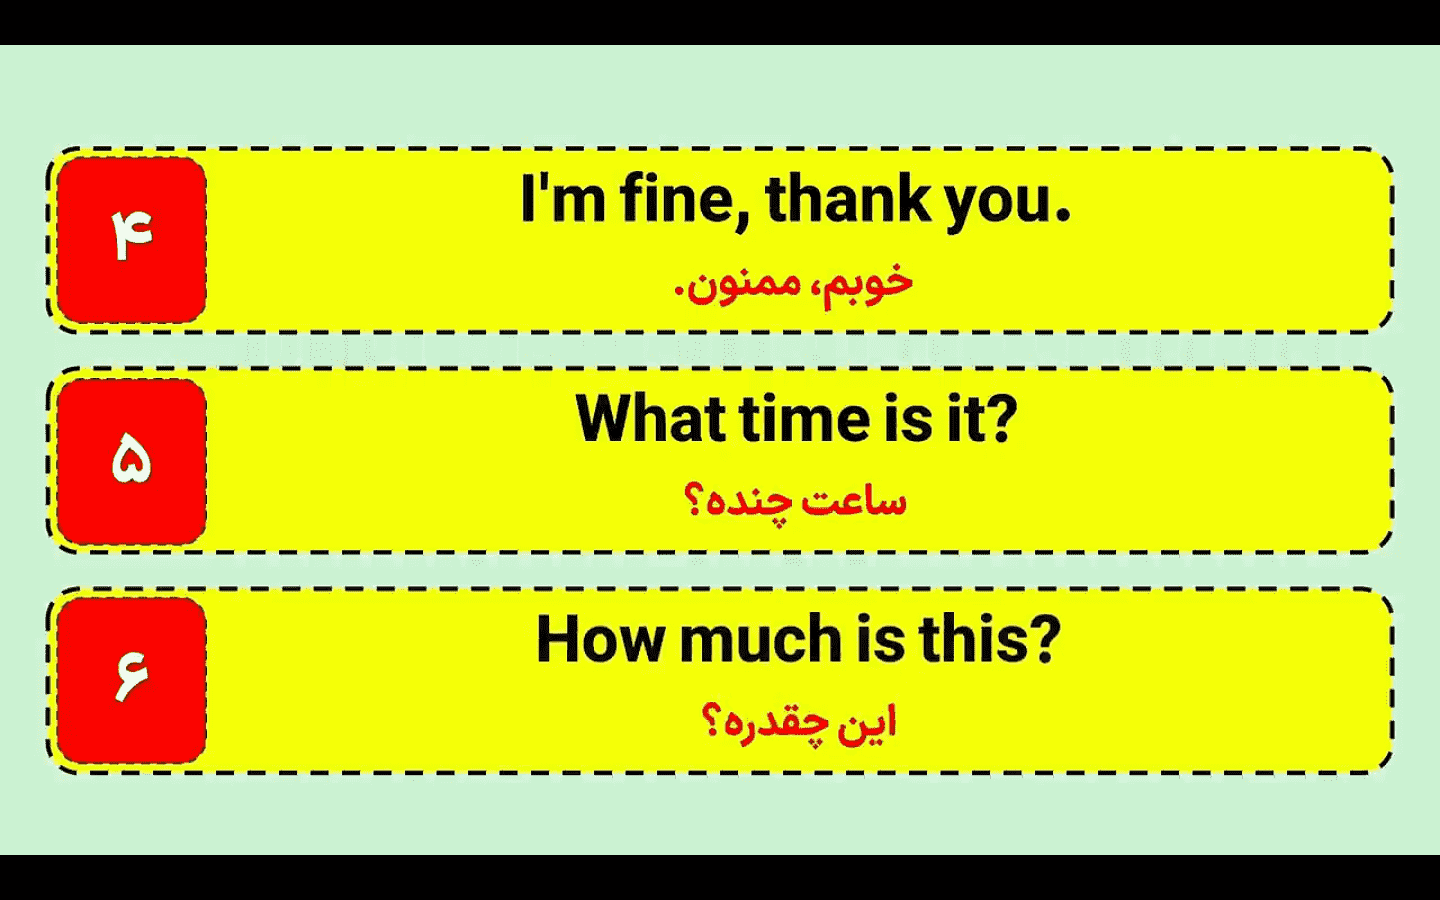 ۴
I'm fine, thank you.
خوبم، ممنون.
۵
What time is it?
ساعت چنده؟
۶
How much is this?
این چقدره؟